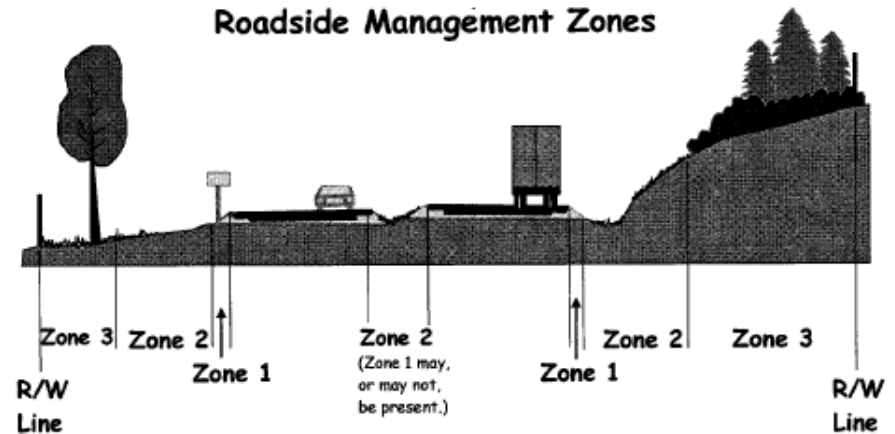 Roadside Management Zones
Zone 3
Zone 2
Zone 1
Zone 2
(Zone 1 may,
or may not,
be present.)
Zone 1
Zone 2
Zone 3
R/W
Line
R/W
Line